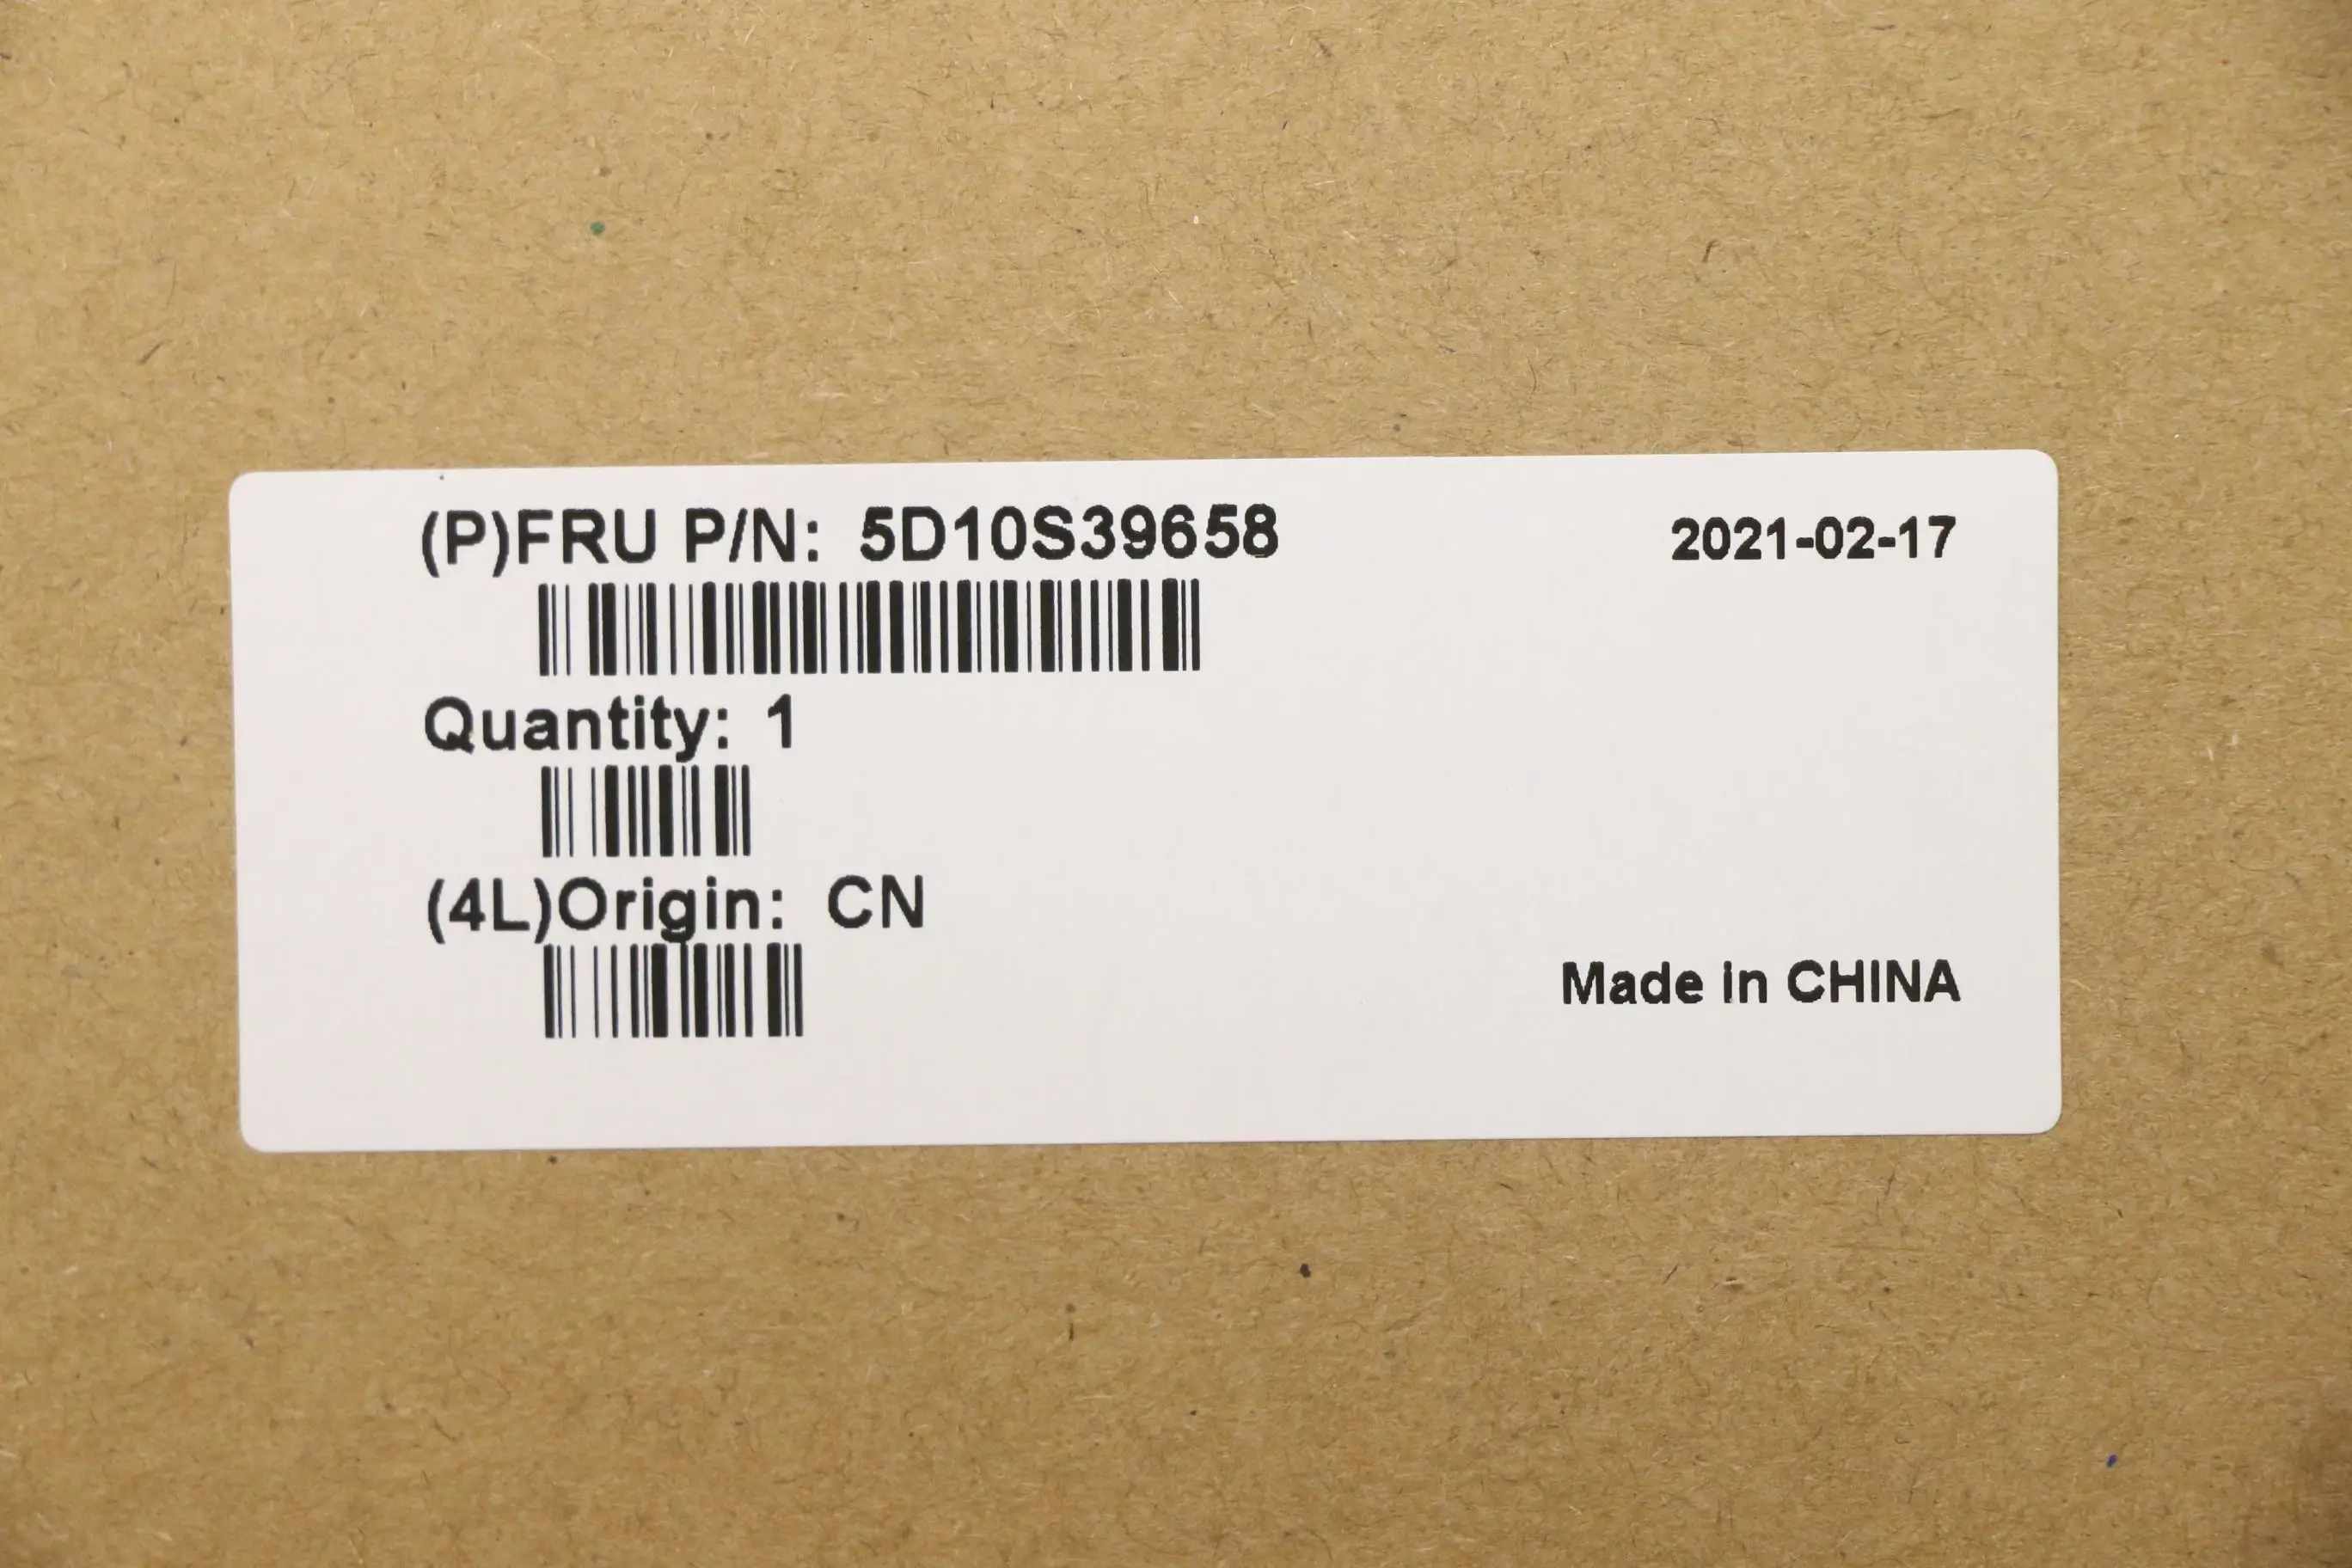 (P)FRU P/N: 5D10S39658
2021-02-17
Quantity: 1
(4L)Origin: CN
Made in CHINA